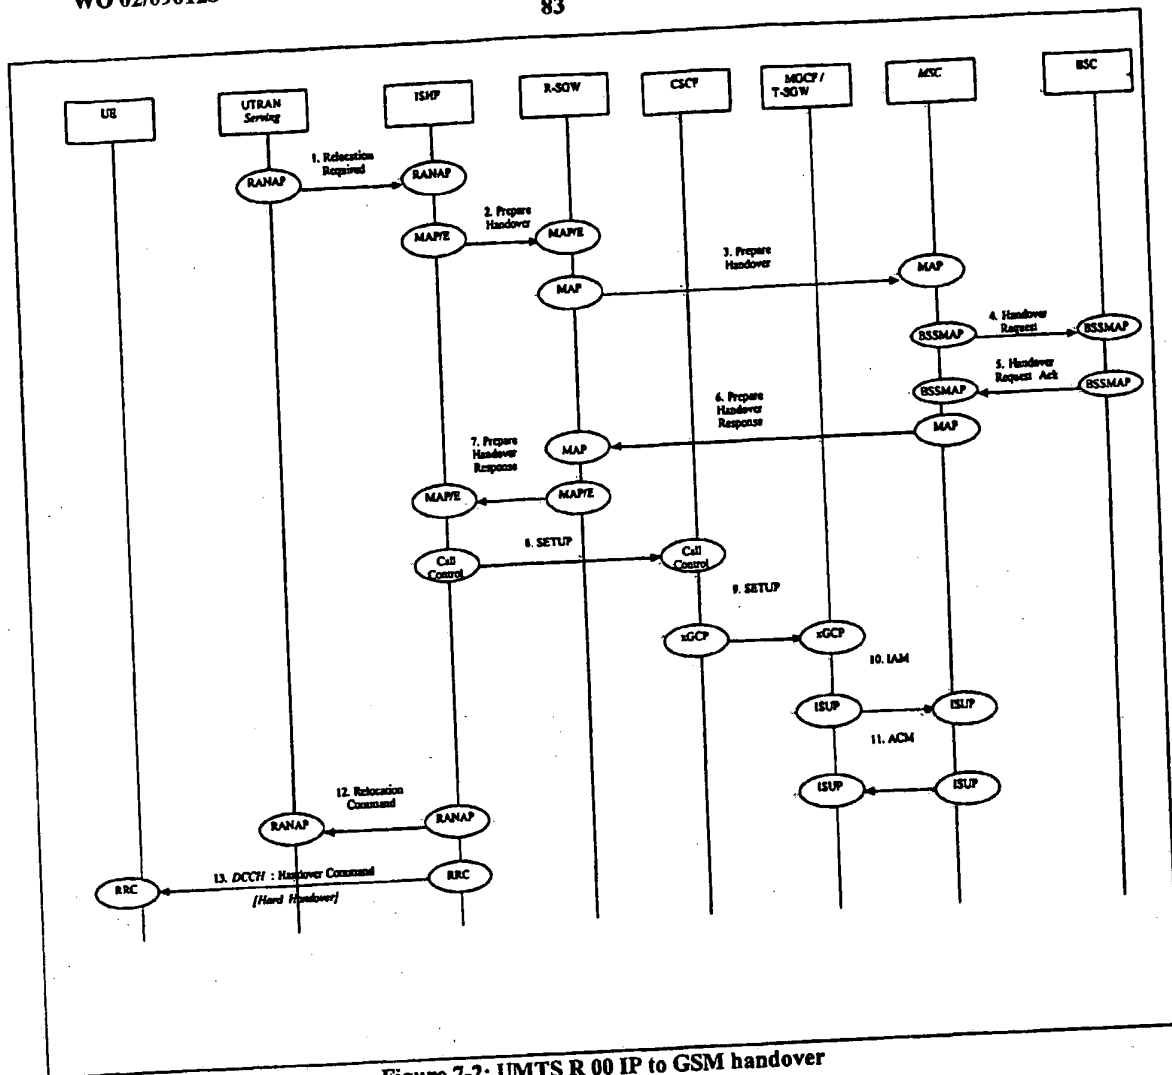 83
UE
UTRAN
Serving
ISHF
R-SGW
CSCF
MGCF /
T-SGW
MSC
BSC
1. Relocation
Required
RANAP
RANAP
2. Prepare
Handover
MAP/E
MAP/E
3. Prepare
Handover
MAP
MAP
4. Handover
Request
BSSMAP
BSSMAP
5. Handover
Request Ack
BSSMAP
BSSMAP
6. Prepare
Handover
Response
MAP
MAP
7. Prepare
Handover
Response
MAP/E
MAP/E
8. SETUP
Call
Control
Call
Control
9. SETUP
xGCP
xGCP
10. IAM
ISUP
ISUP
11. ACM
ISUP
ISUP
12. Relocation
Command
RANAP
RANAP
13. DCCH : Handover Command
[Hard Handover]
RRC
RRC
Figure 7-2: UMTS R 00 IP to GSM handover